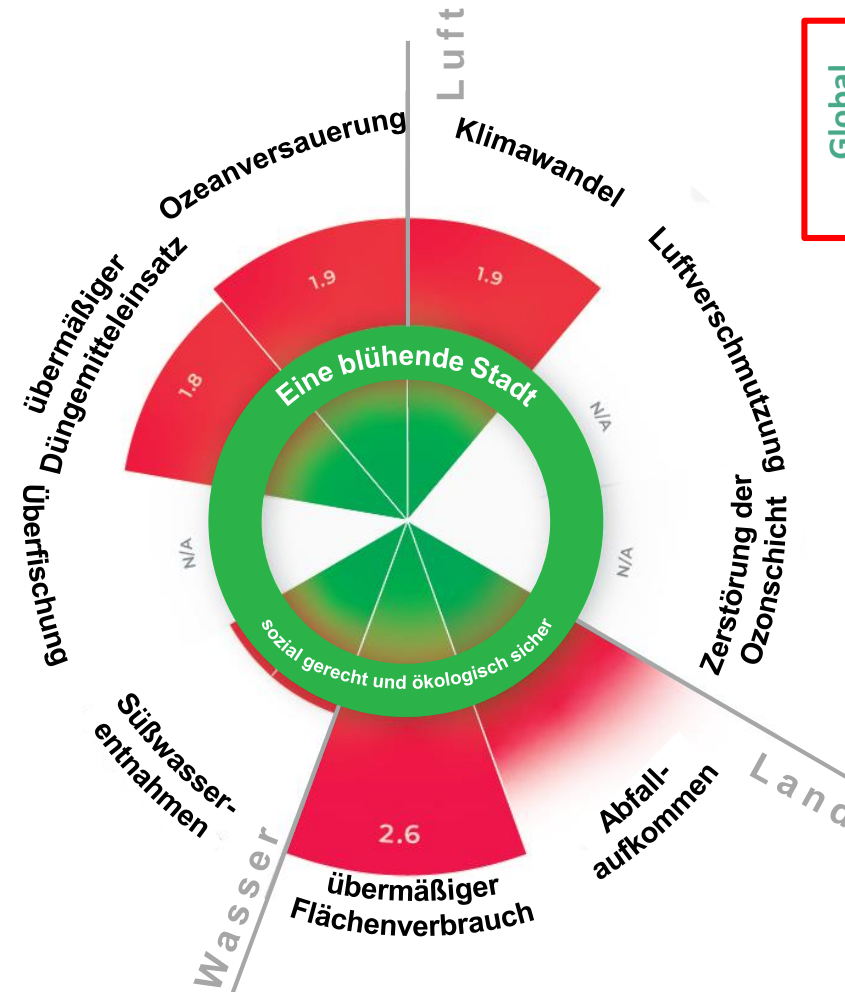 Luft
Global
Ozeanversauerung
Klimawandel
übermäßiger
Düngemitteleinsatz
Luftverschmutzung
1.9
1.9
1.8
Eine blühende Stadt
N/A
N/A
N/A
Überfischung
Zerstörung der
Ozonschicht
sozial gerecht und ökologisch sicher
Süßwasser-
entnahmen
Abfall-
aufkommen
Land
2.6
übermäßiger
Flächenverbrauch
Wasser